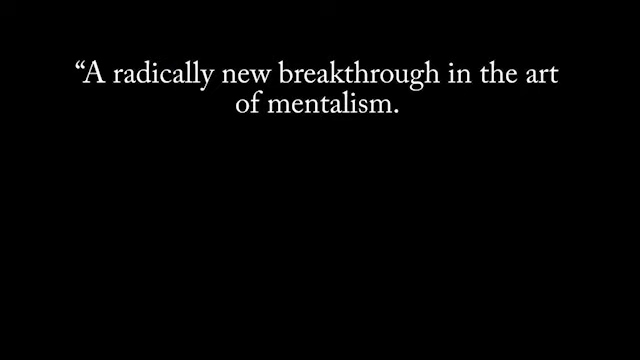 “A radically new breakthrough in the art
of mentalism.